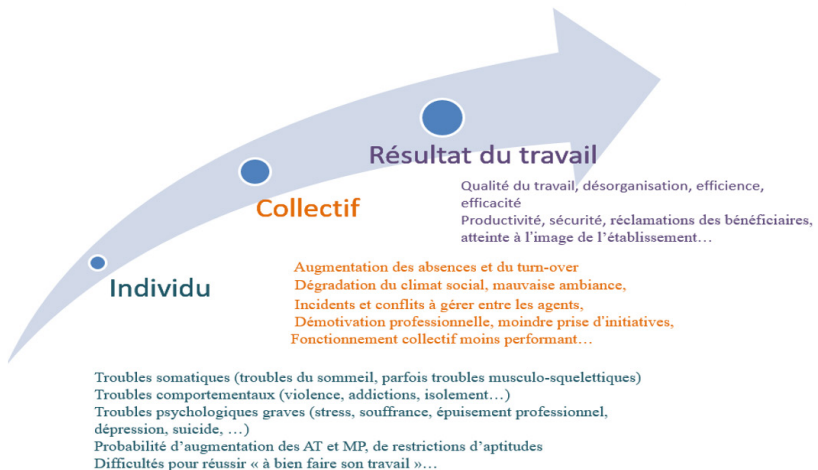 Résultat du travail
Qualité du travail, désorganisation, efficience,
efficacité
Productivité, sécurité, réclamations des bénéficiaires,
atteinte à l'image de l'établissement…
Collectif
Augmentation des absences et du turn-over
Dégradation du climat social, mauvaise ambiance,
Incidents et conflits à gérer entre les agents,
Démotivation professionnelle, moindre prise d'initiatives,
Fonctionnement collectif moins performant…
Individu
Troubles somatiques (troubles du sommeil, parfois troubles musculo-squelettiques)
Troubles comportementaux (violence, addictions, isolement…)
Troubles psychologiques graves (stress, souffrance, épuisement professionnel,
dépression, suicide, …)
Probabilité d'augmentation des AT et MP, de restrictions d'aptitudes
Difficultés pour réussir « à bien faire son travail »…